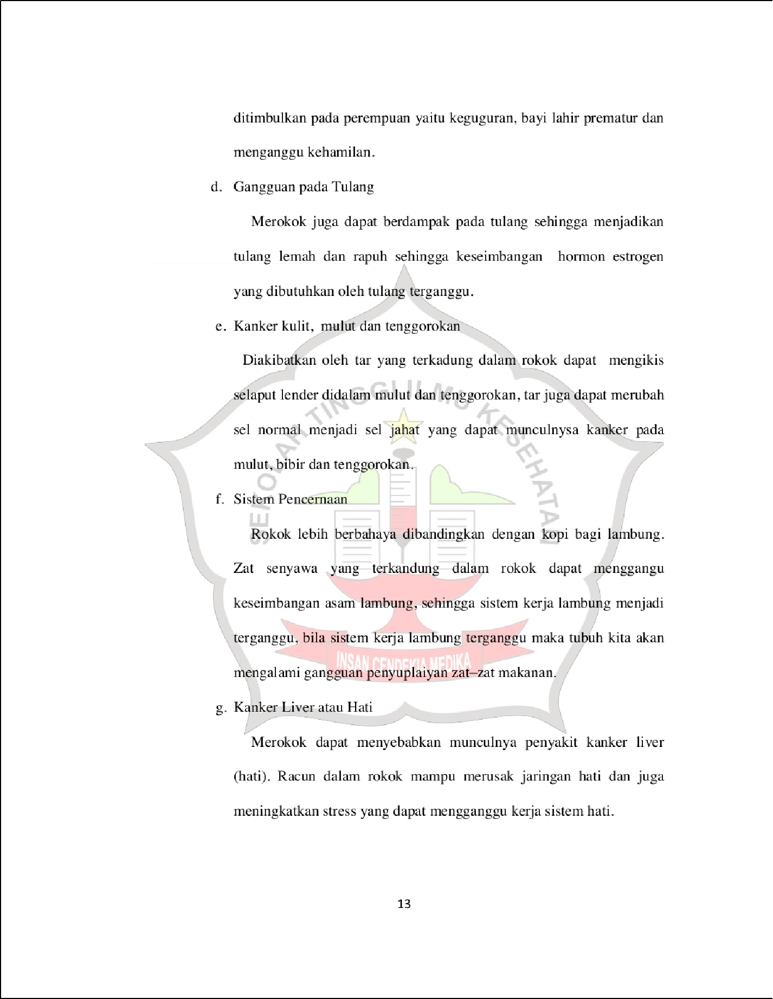 ditimbulkan pada perempuan yaitu keguguran, bayi lahir prematur dan
menganggu kehamilan.
d. Gangguan pada Tulang
Merokok juga dapat berdampak pada tulang sehingga menjadikan
tulang lemah dan rapuh sehingga keseimbangan hormon estrogen
yang dibutuhkan oleh tulang terganggu.
e. Kanker kulit, mulut dan tenggorokan
Diakibatkan oleh tar yang terkadung dalam rokok dapat mengikis
selaput lender didalam mulut dan tenggorokan, tar juga dapat merubah
sel normal menjadi sel jahat yang dapat munculnysa kanker pada
mulut, bibir dan tenggorokan.
f. Sistem Pencernaan
Rokok lebih berbahaya dibandingkan dengan kopi bagi lambung.
Zat senyawa yang terkandung dalam rokok dapat menggangu
keseimbangan asam lambung, sehingga sistem kerja lambung menjadi
terganggu, bila sistem kerja lambung terganggu maka tubuh kita akan
mengalami gangguan penyuplaiyan zat–zat makanan.
g. Kanker Liver atau Hati
Merokok dapat menyebabkan munculnya penyakit kanker liver
(hati). Racun dalam rokok mampu merusak jaringan hati dan juga
meningkatkan stress yang dapat mengganggu kerja sistem hati.
13
SEKOLAH TINGGI ILMU KESEHATAN
INSAN CENDEKIA MEDIKA